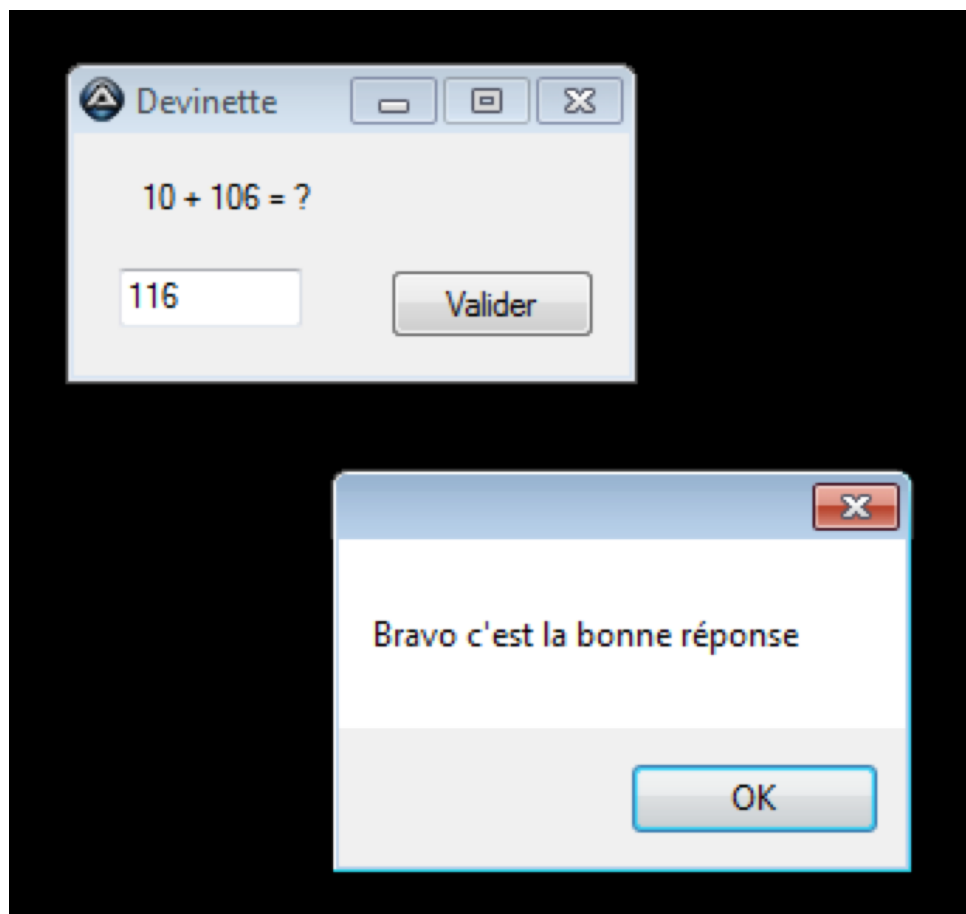 Devinette
10 + 106 = ?
116
Valider
Bravo c'est la bonne réponse
OK